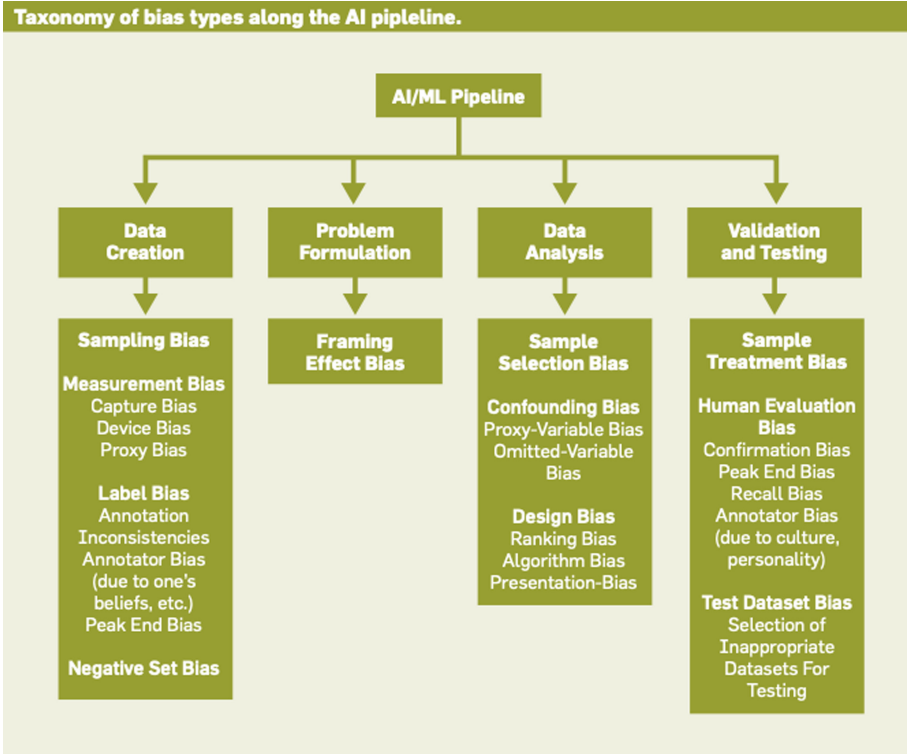 Taxonomy of bias types along the AI pipleline.
AI/ML Pipeline
Data
Creation
Problem
Formulation
Data
Analysis
Validation
and Testing
Sampling Bias
Measurement Bias
Capture Bias
Device Bias
Proxy Bias
Label Bias
Annotation
Inconsistencies
Annotator Bias
(due to one's
beliefs, etc.)
Peak End Bias
Negative Set Bias
Framing
Effect Bias
Sample
Selection Bias
Confounding Bias
Proxy-Variable Bias
Omitted-Variable
Bias
Design Bias
Ranking Bias
Algorithm Bias
Presentation-Bias
Sample
Treatment Bias
Human Evaluation
Bias
Confirmation Bias
Peak End Bias
Recall Bias
Annotator Bias
(due to culture,
personality)
Test Dataset Bias
Selection of
Inappropriate
Datasets For
Testing